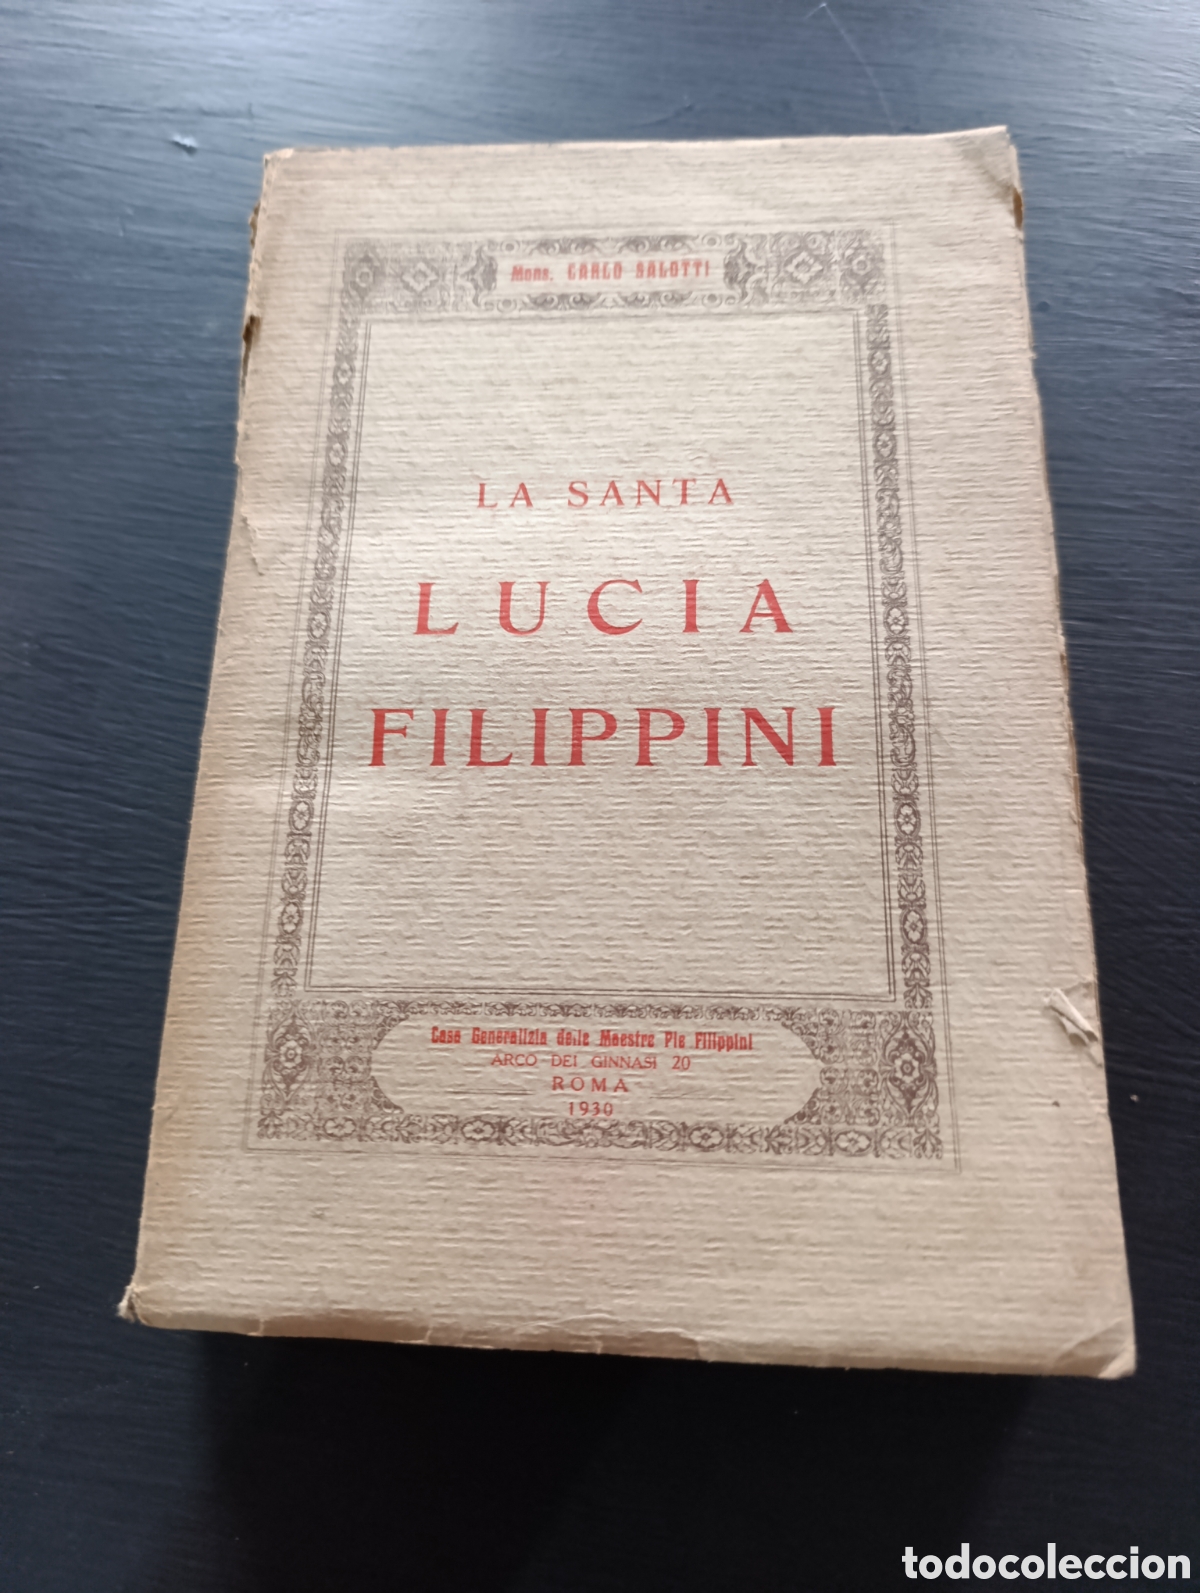 Mons. CARLO SALOTTI
LA SANTA
LUCIA
FILIPPINI
Casa Generalizia delle Maestre Pie Filippini
ARCO DEI GINNASI 20
ROMA
1930
todocoleccion